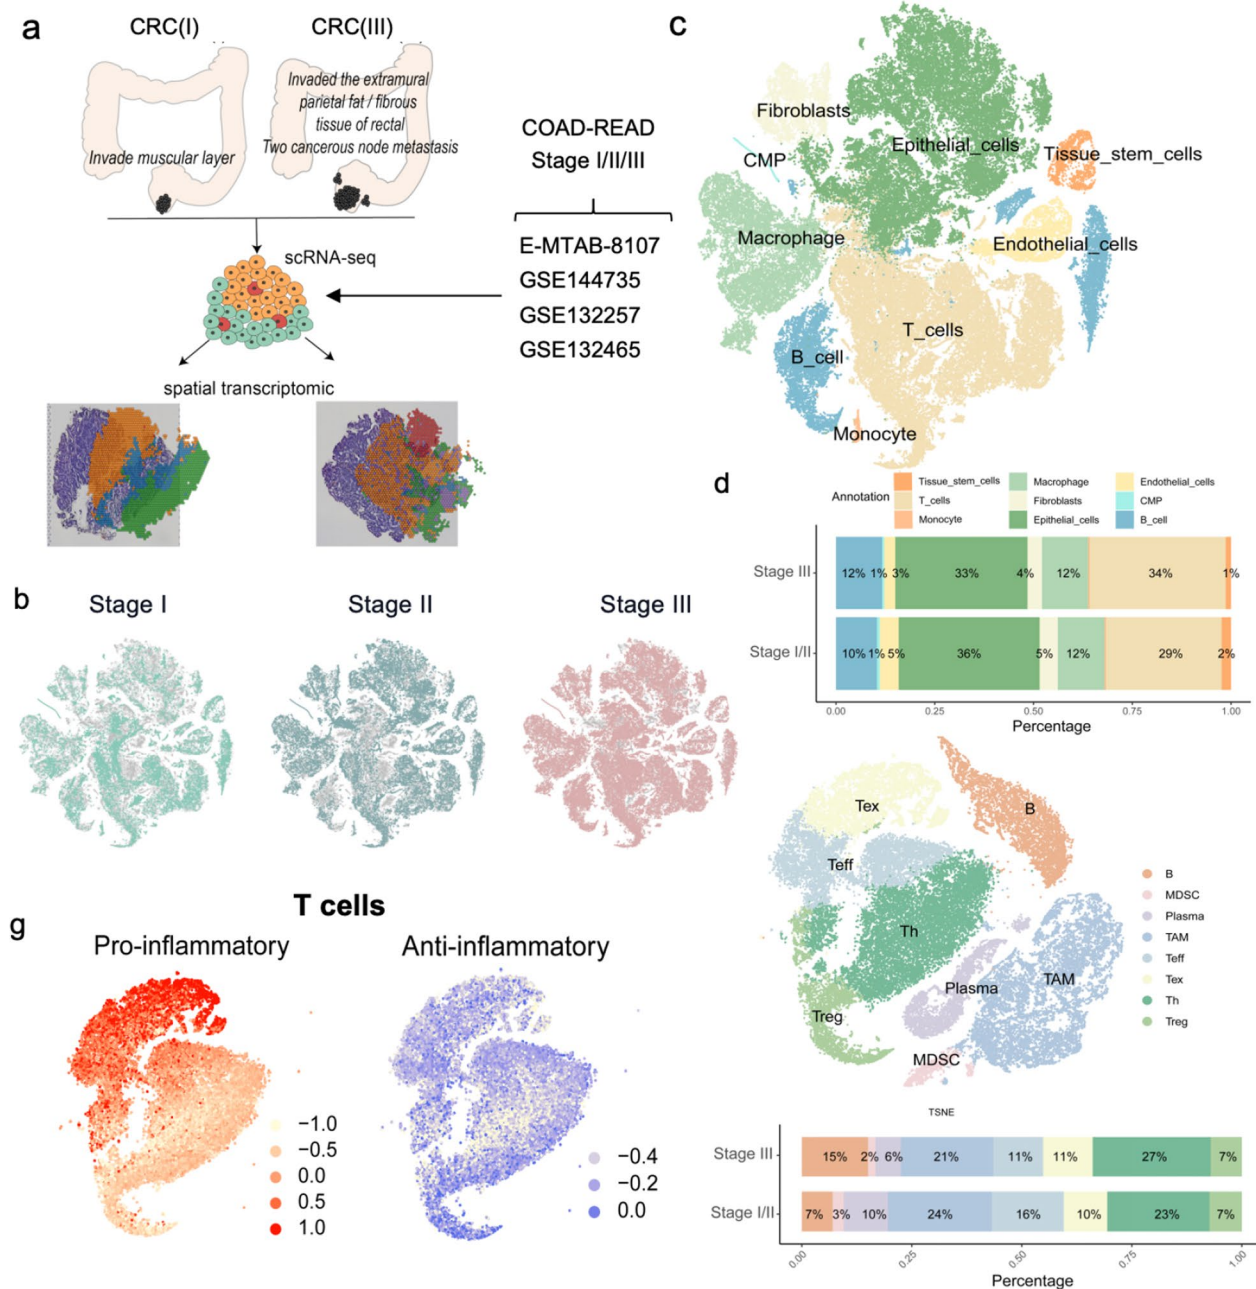 a
CRC(I)
CRC(III)
Invade muscular layer
Invaded the extramural
parietal fat / fibrous
tissue of rectal
Two cancerous node metastasis
scRNA-seq
spatial transcriptomic
COAD-READ
Stage I/II/III
E-MTAB-8107
GSE144735
GSE132257
GSE132465
b
Stage I
Stage II
Stage III
c
Fibroblasts
Epithelial_cells
Tissue_stem_cells
CMP
Macrophage
Endothelial_cells
T_cells
B_cell
Monocyte
d
Annotation
Tissue_stem_cells
T_cells
Monocyte
Macrophage
Fibroblasts
Epithelial_cells
Endothelial_cells
CMP
B_cell
Stage III
12% 1% 3% 33% 4% 12% 34% 1%
Stage I/II
10% 1% 5% 36% 5% 12% 29% 2%
0.00 0.25 0.50 0.75 1.00
Percentage
Tex
B
Teff
Th
Plasma
TAM
Treg
MDSC
B
MDSC
Plasma
TAM
Teff
Tex
Th
Treg
TSNE
Stage III
15% 2% 6% 21% 11% 11% 27% 7%
Stage I/II
7% 3% 10% 24% 16% 10% 23% 7%
0.00 0.25 0.50 0.75 1.00
Percentage
g
T cells
Pro-inflammatory
−1.0
−0.5
0.0
0.5
1.0
Anti-inflammatory
−0.4
−0.2
0.0